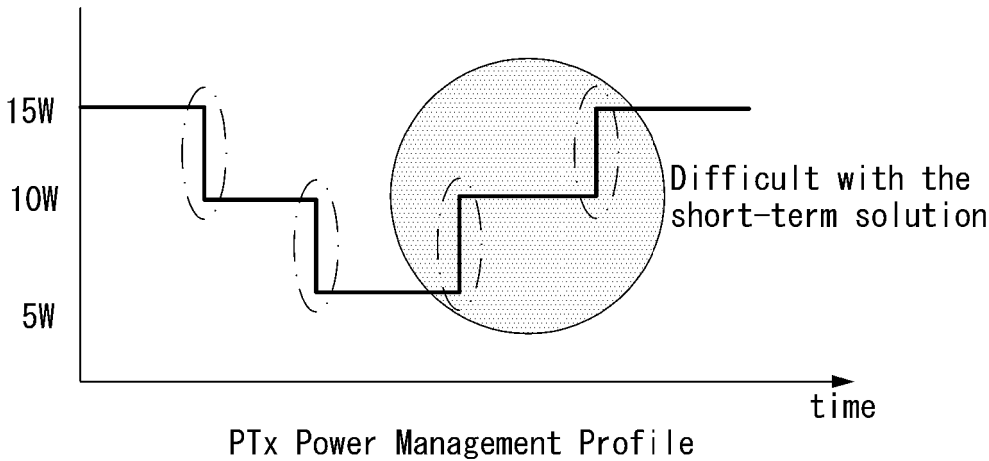 15W
10W
5W
Difficult with the
short-term solution
time
PTx Power Management Profile